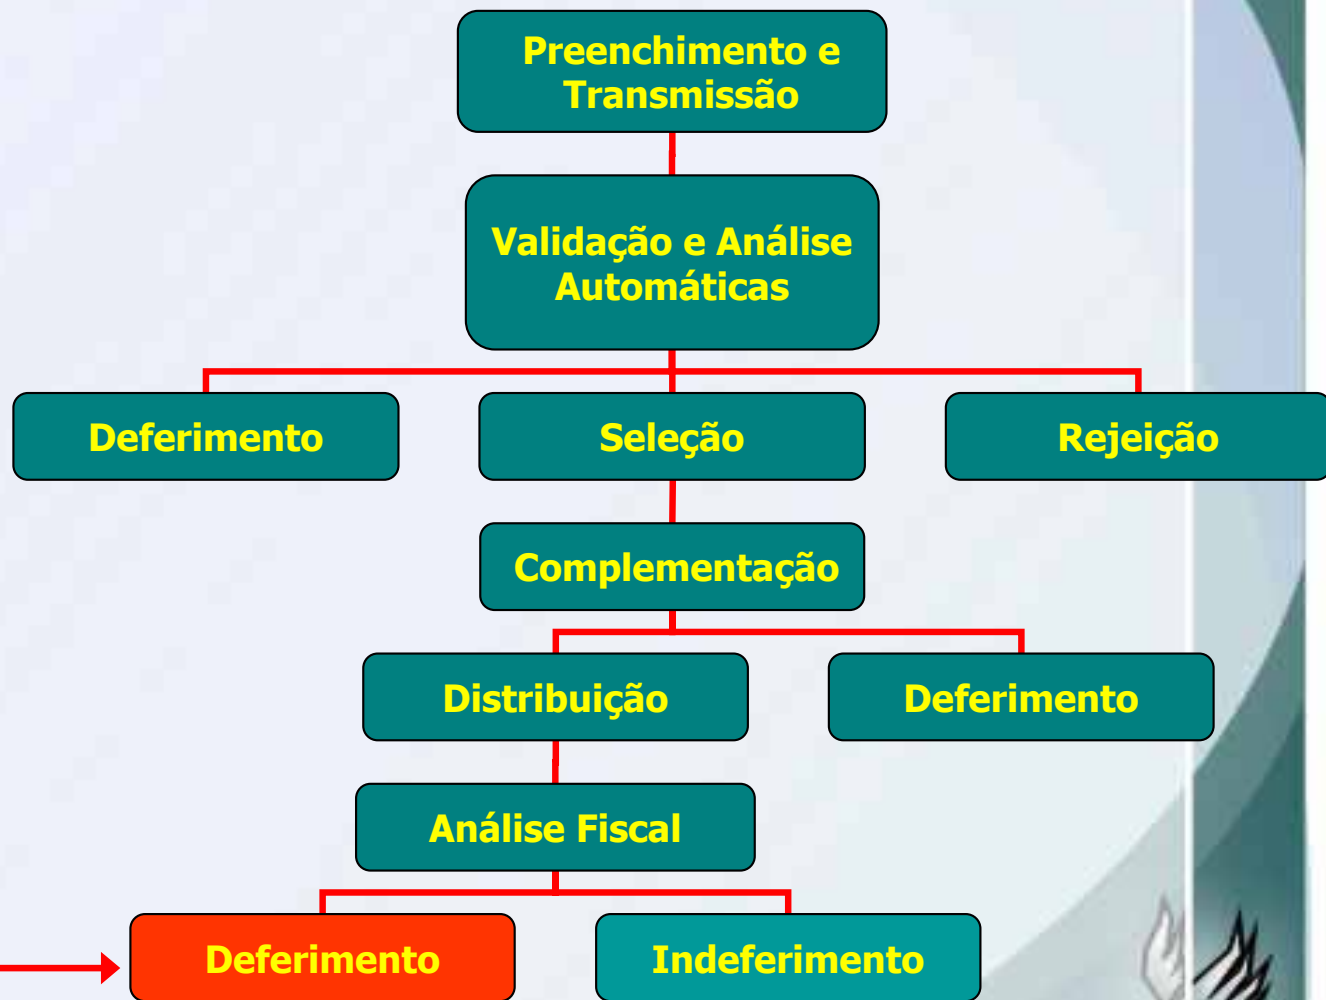 Preenchimento e
Transmissão
Validação e Análise
Automáticas
Deferimento
Seleção
Rejeição
Complementação
Distribuição
Deferimento
Análise Fiscal
Deferimento
Indeferimento